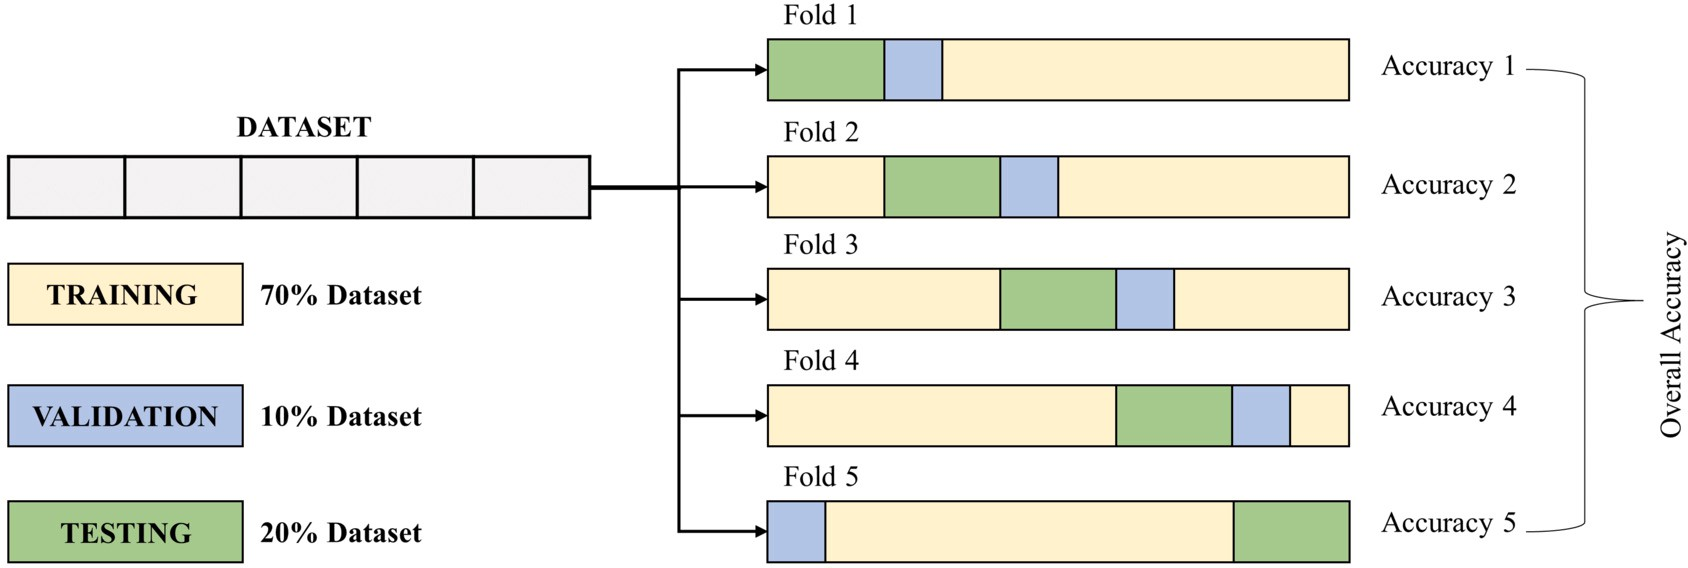 DATASET
TRAINING 70% Dataset
VALIDATION 10% Dataset
TESTING 20% Dataset
Fold 1
Accuracy 1
Fold 2
Accuracy 2
Fold 3
Accuracy 3
Fold 4
Accuracy 4
Fold 5
Accuracy 5
Overall Accuracy